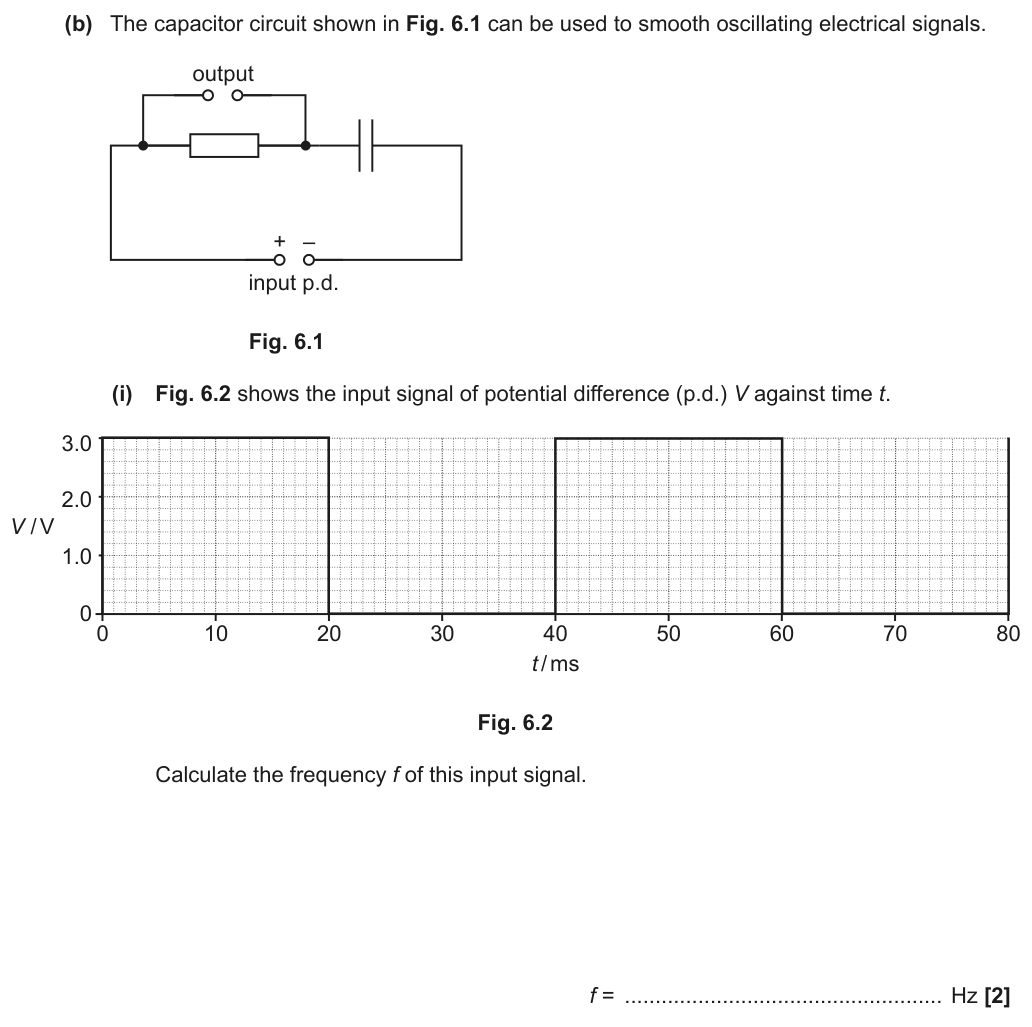 (b) The capacitor circuit shown in Fig. 6.1 can be used to smooth oscillating electrical signals.
output
+ –
input p.d.
Fig. 6.1
(i) Fig. 6.2 shows the input signal of potential difference (p.d.) V against time t.
3.0
2.0
V / V
1.0
0
0 10 20 30 40 50 60 70 80
t / ms
Fig. 6.2
Calculate the frequency f of this input signal.
f = .................................................... Hz [2]